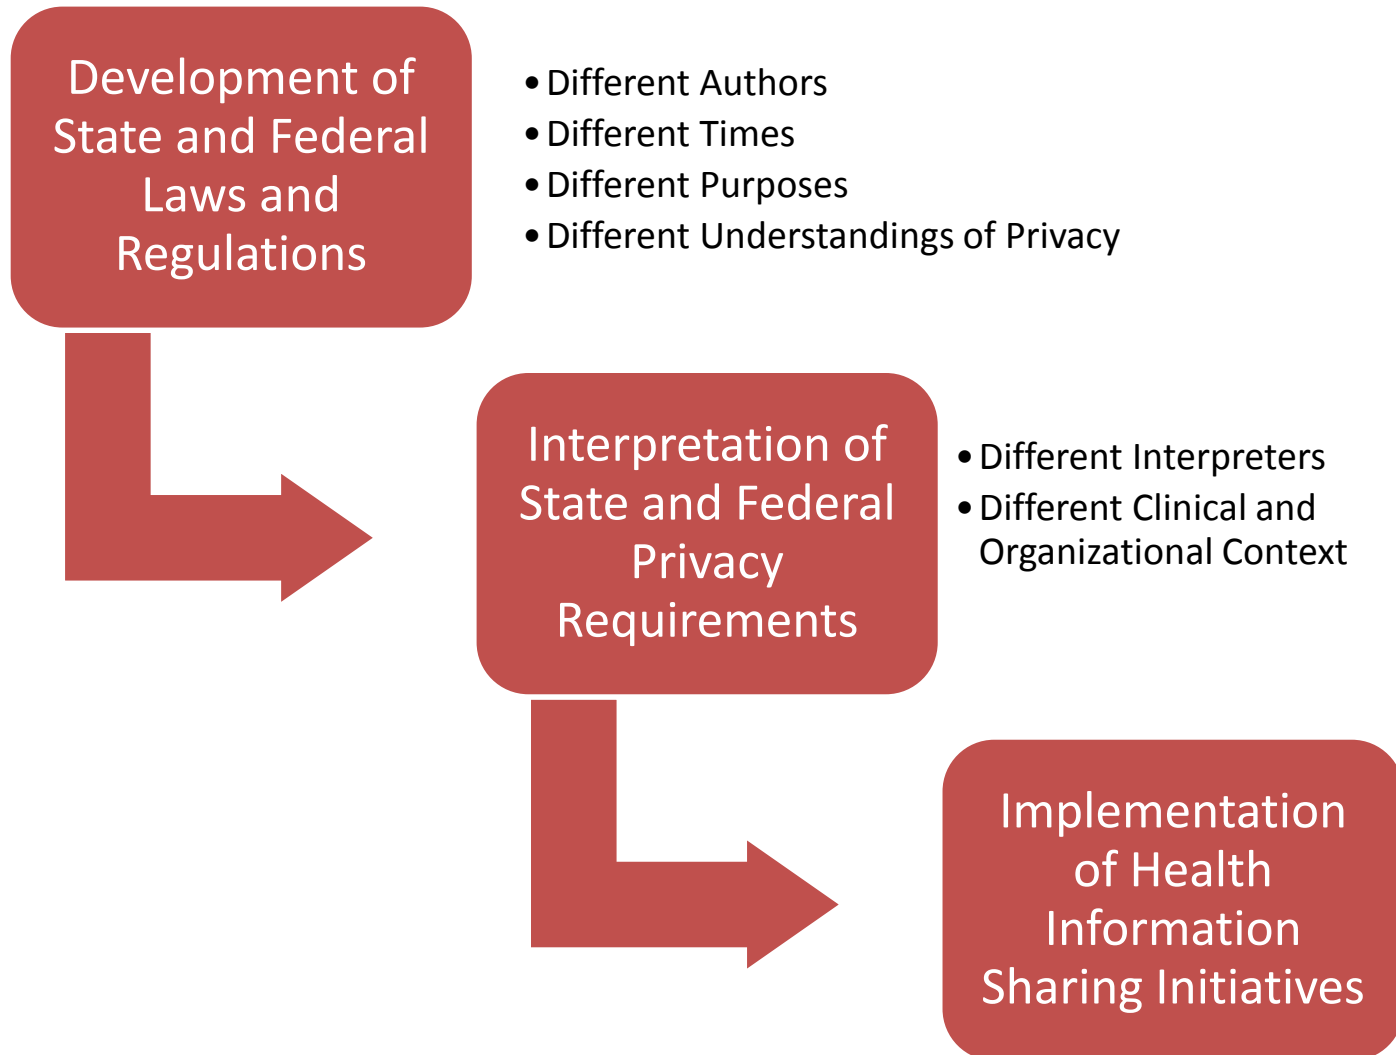 Development of
State and Federal
Laws and
Regulations
• Different Authors
• Different Times
• Different Purposes
• Different Understandings of Privacy
Interpretation of
State and Federal
Privacy
Requirements
• Different Interpreters
• Different Clinical and
Organizational Context
Implementation
of Health
Information
Sharing Initiatives